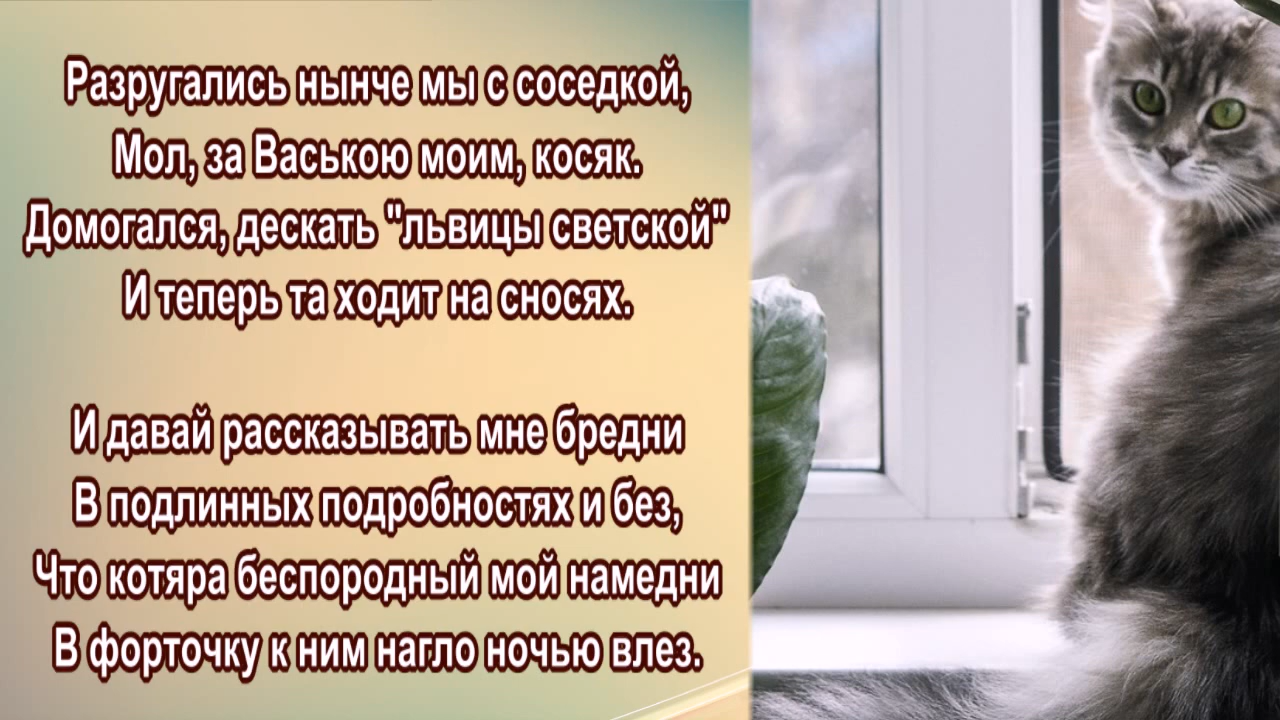 Разругались нынче мы с соседкой,
Мол, за Ваською моим, косяк.
Домогался, дескать "львицы светской"
И теперь та ходит на сносях.
И давай рассказывать мне бредни
В подлинных подробностях и без,
Что котяра беспородный мой намедни
В форточку к ним нагло ночью влез.